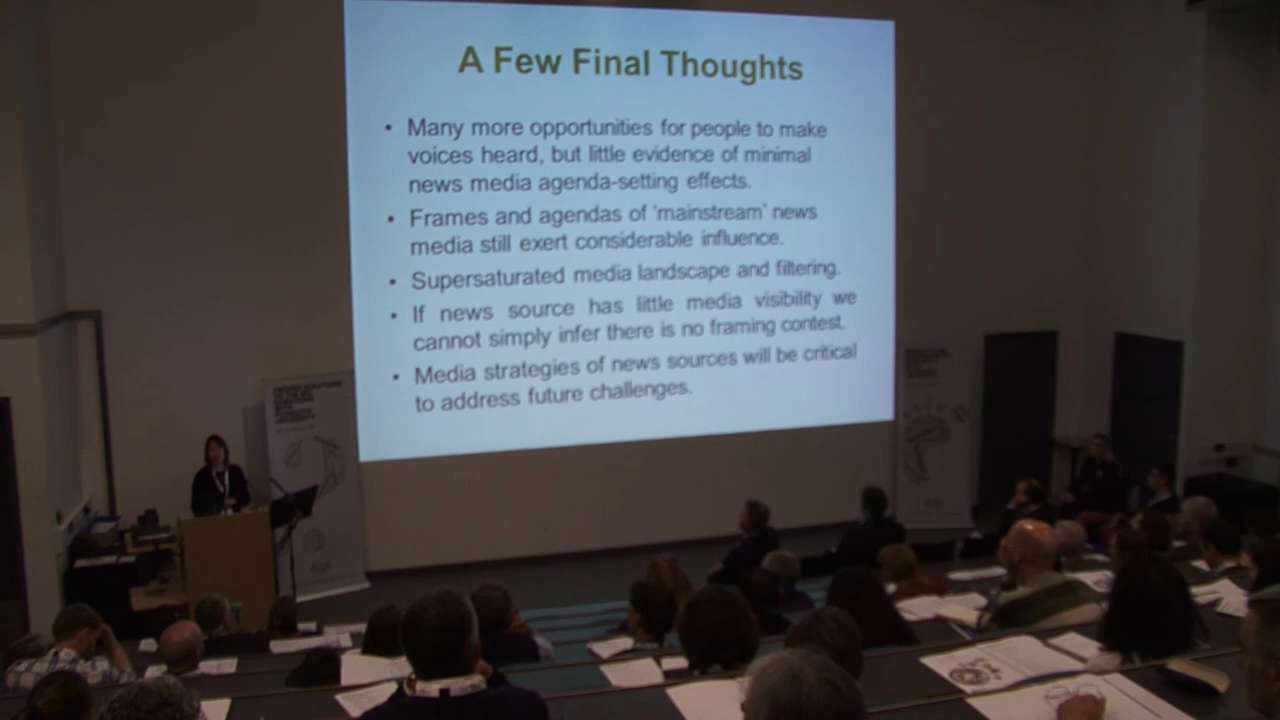 A Few Final Thoughts
• Many more opportunities for people to make
voices heard, but little evidence of minimal
news media agenda-setting effects.
• Frames and agendas of 'mainstream' news
media still exert considerable influence.
• Supersaturated media landscape and filtering.
• If news source has little media visibility we
cannot simply infer there is no framing contest.
• Media strategies of news sources will be critical
to address future challenges.